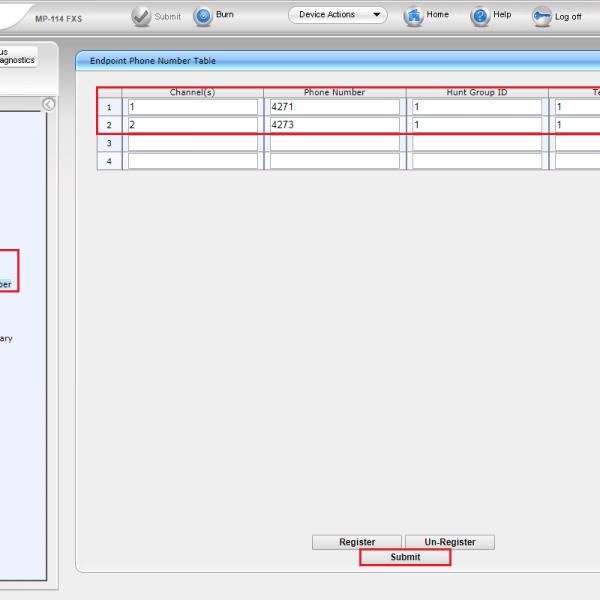 MP-114 FXS Submit Burn Device Actions Home Help Log off
us
agnostics
Endpoint Phone Number Table
Channel(s) Phone Number Hunt Group ID Te
1 1 4271 1 1
2 2 4273 1 1
3
4
ber
ary
Register Un-Register
Submit